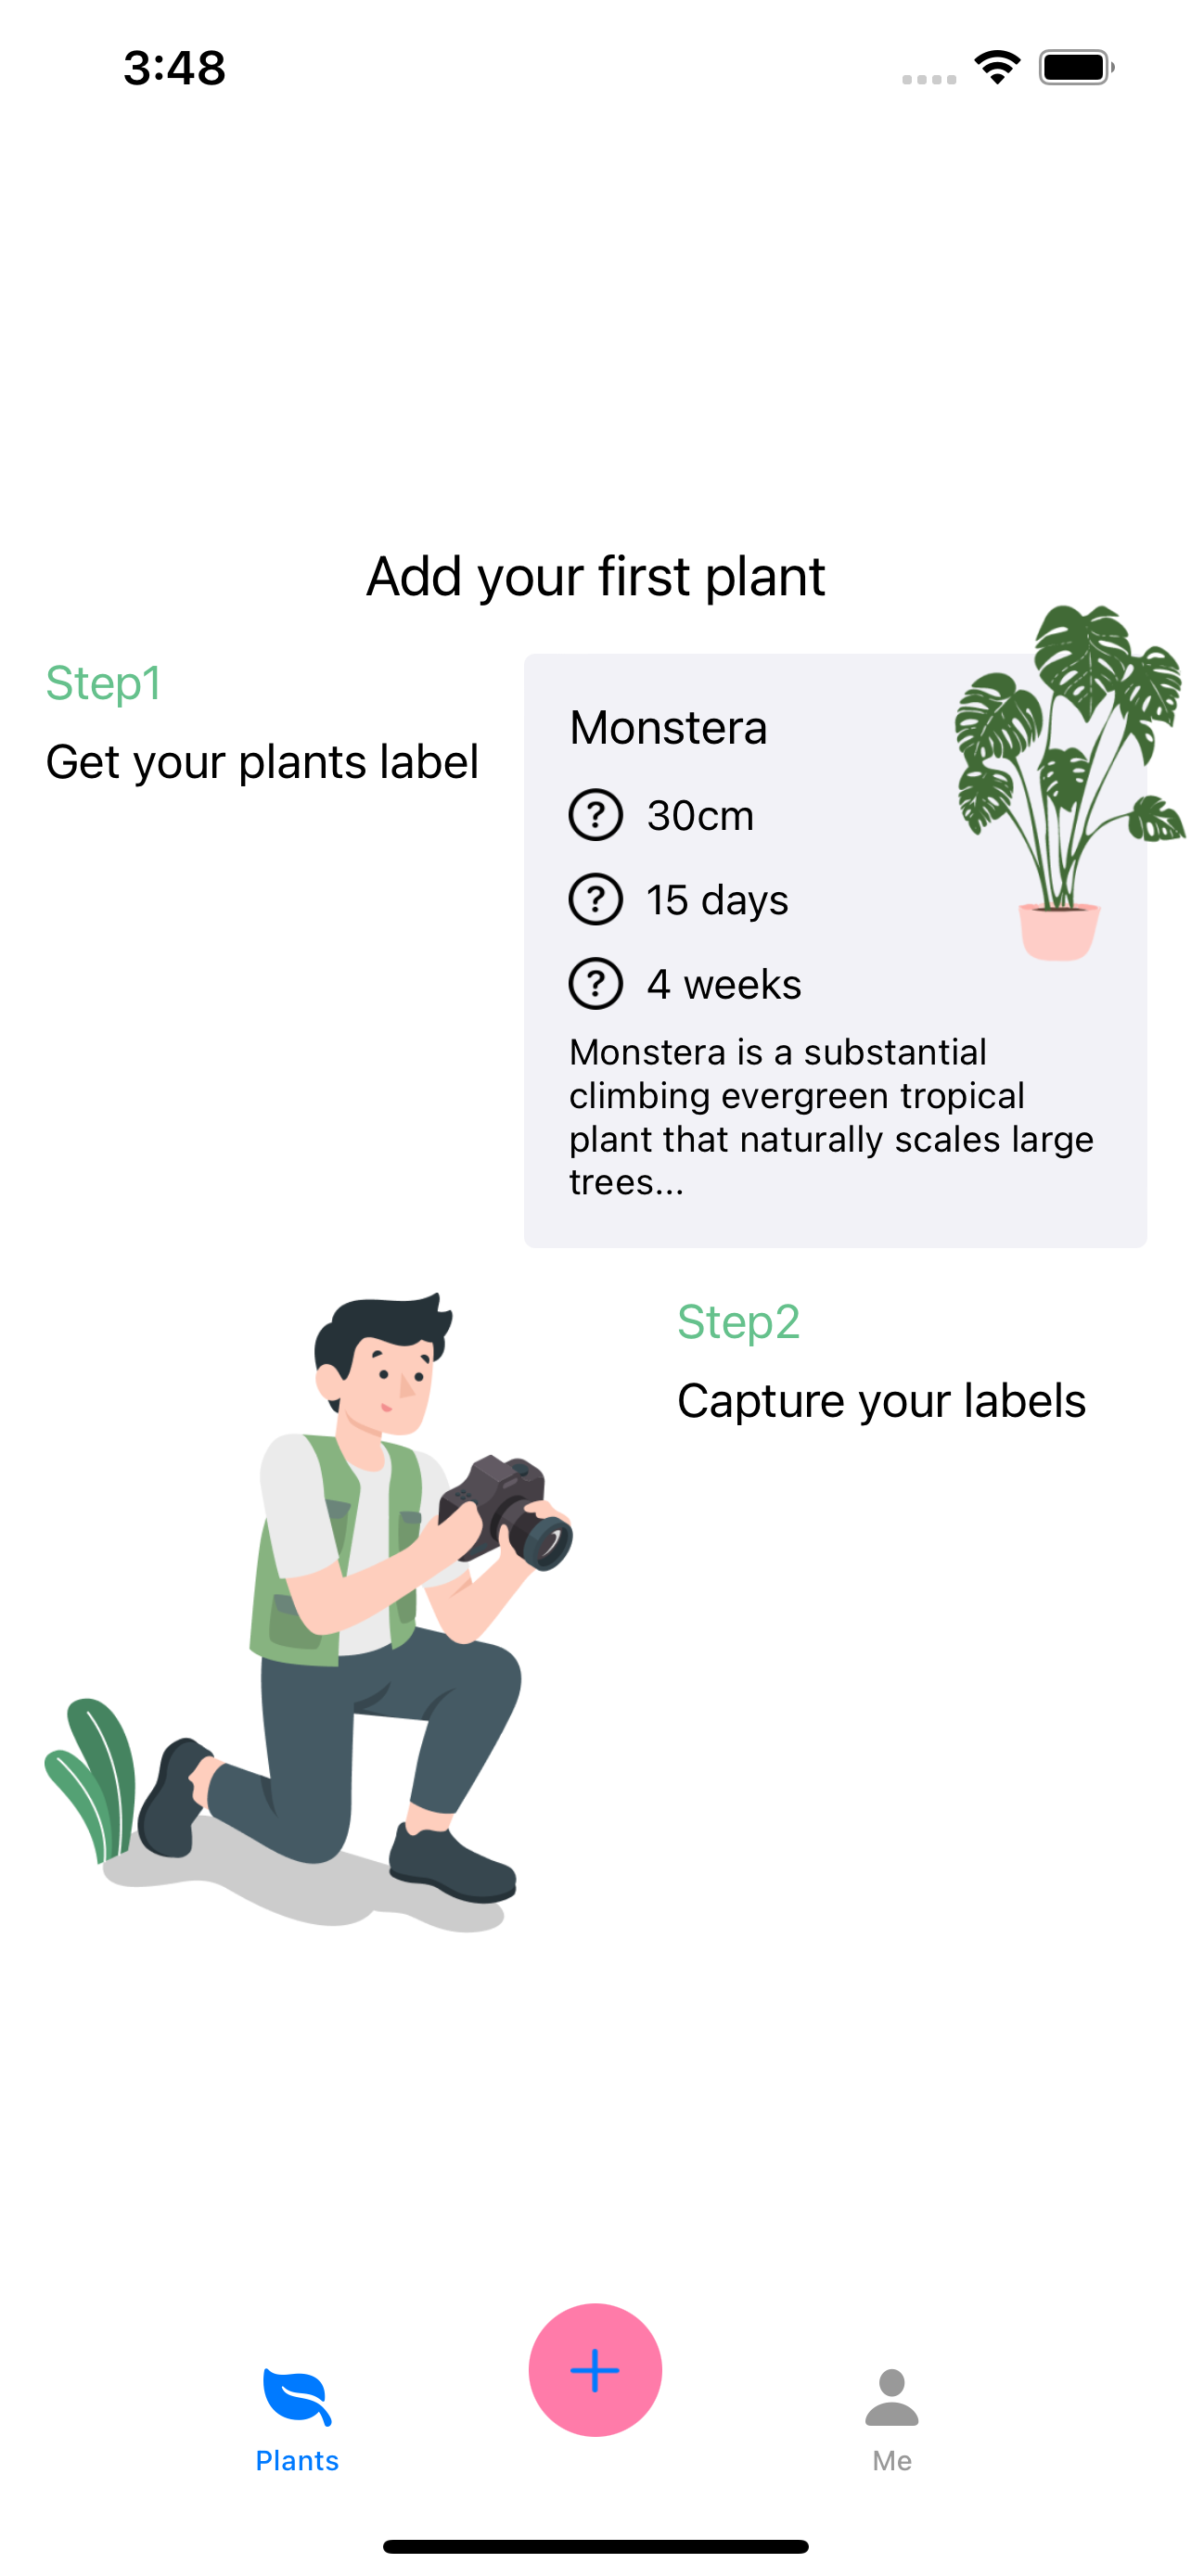 3:48
Add your first plant
Step1
Get your plants label
Monstera
? 30cm
? 15 days
? 4 weeks
Monstera is a substantial
climbing evergreen tropical
plant that naturally scales large
trees...
Step2
Capture your labels
Plants
Me